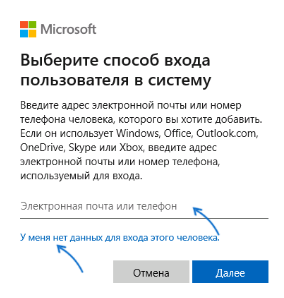 Microsoft
Выберите способ входа
пользователя в систему
Введите адрес электронной почты или номер
телефона человека, которого вы хотите добавить.
Если он использует Windows, Office, Outlook.com,
OneDrive, Skype или Xbox, введите адрес
электронной почты или номер телефона,
используемый для входа.
Электронная почта или телефон
У меня нет данных для входа этого человека.
Отмена Далее